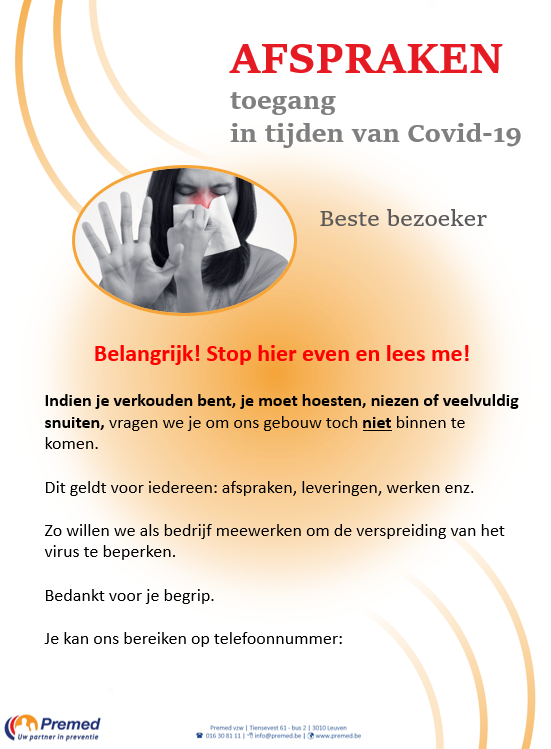 AFSPRAKEN
toegang
in tijden van Covid-19
Beste bezoeker
Belangrijk! Stop hier even en lees me!
Indien je verkouden bent, je moet hoesten, niezen of veelvuldig
snuiten, vragen we je om ons gebouw toch niet binnen te
komen.
Dit geldt voor iedereen: afspraken, leveringen, werken enz.
Zo willen we als bedrijf meewerken om de verspreiding van het
virus te beperken.
Bedankt voor je begrip.
Je kan ons bereiken op telefoonnummer:
Premed
Uw partner in preventie
Premed vzw | Tiensevest 61 - bus 2 | 3010 Leuven
☎ 016 30 81 11 | info@premed.be | www.premed.be